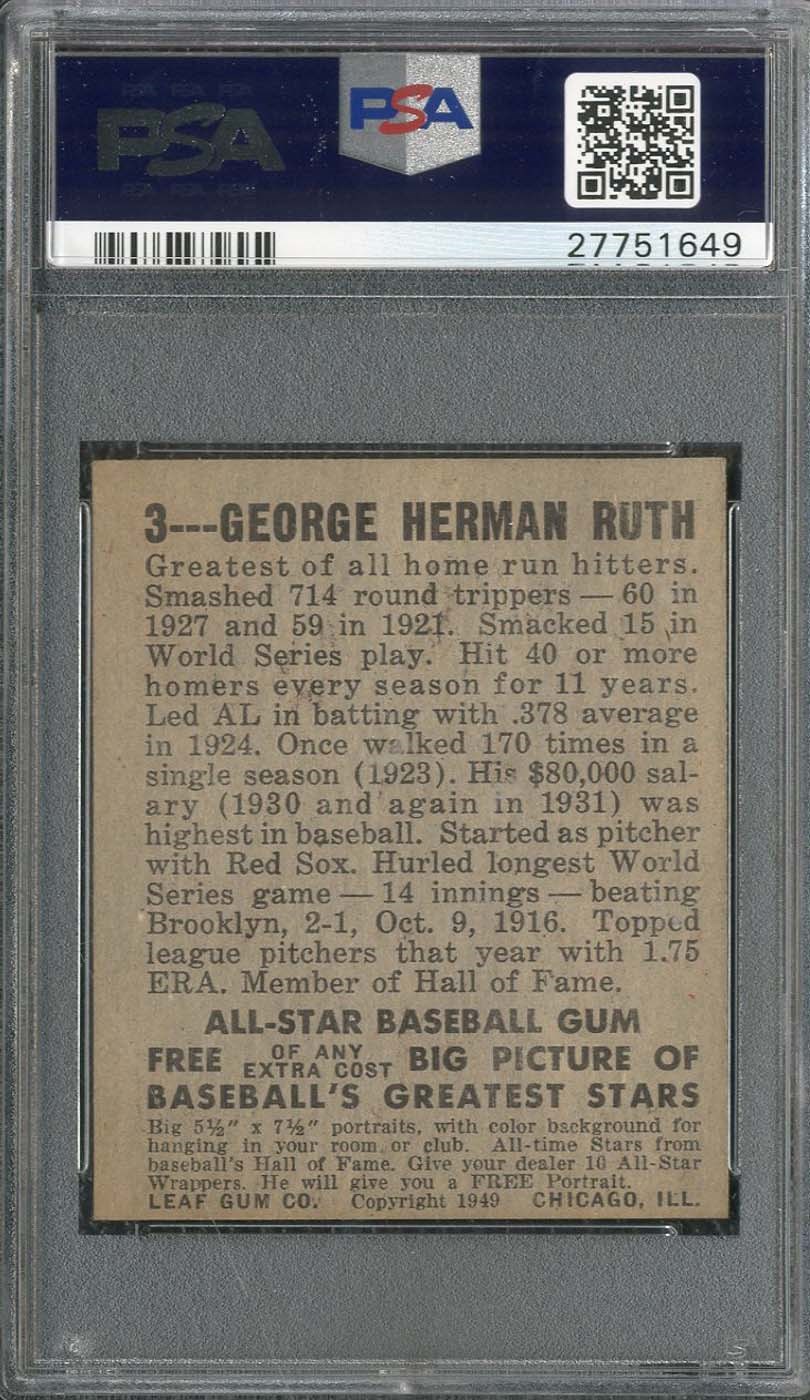 PSA PSA PSA
PSA
PSA
PSA PSA PSA
27751649
3---GEORGE HERMAN RUTH
Greatest of all home run hitters.
Smashed 714 round trippers — 60 in
1927 and 59 in 1921. Smacked 15 in
World Series play. Hit 40 or more
homers every season for 11 years.
Led AL in batting with .378 average
in 1924. Once walked 170 times in a
single season (1923). His $80,000 sal-
ary (1930 and again in 1931) was
highest in baseball. Started as pitcher
with Red Sox. Hurled longest World
Series game — 14 innings — beating
Brooklyn, 2-1, Oct. 9, 1916. Topped
league pitchers that year with 1.75
ERA. Member of Hall of Fame.
ALL-STAR BASEBALL GUM
FREE OF ANY EXTRA COST BIG PICTURE OF
BASEBALL'S GREATEST STARS
Big 5½" x 7½" portraits, with color background for
hanging in your room or club. All-time Stars from
baseball's Hall of Fame. Give your dealer 10 All-Star
Wrappers. He will give you a FREE Portrait.
LEAF GUM CO. Copyright 1949 CHICAGO, ILL.